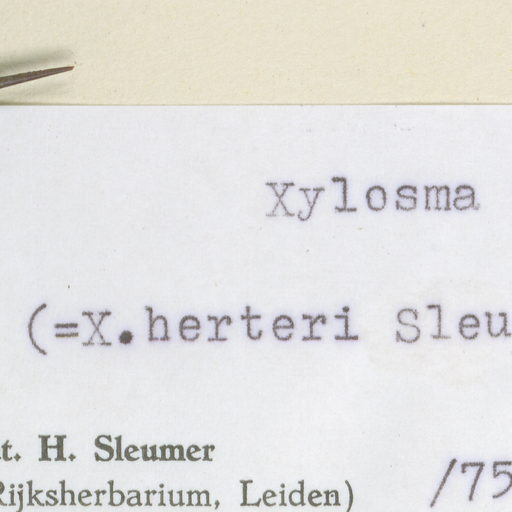 Xylosma
(=X.herteri Sleu
t. H. Sleumer
Rijksherbarium, Leiden) /75